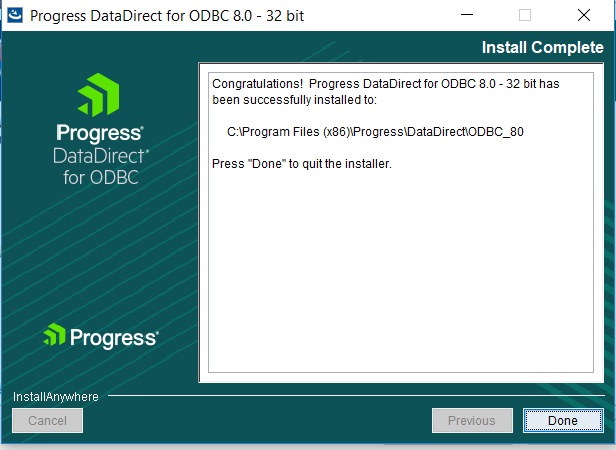 Progress DataDirect for ODBC 8.0 - 32 bit
Install Complete
Progress®
DataDirect®
for ODBC
Congratulations!  Progress DataDirect for ODBC 8.0 - 32 bit has
been successfully installed to:
C:\Program Files (x86)\Progress\DataDirect\ODBC_80
Press "Done" to quit the installer.
Progress®
InstallAnywhere
Cancel
Previous
Done